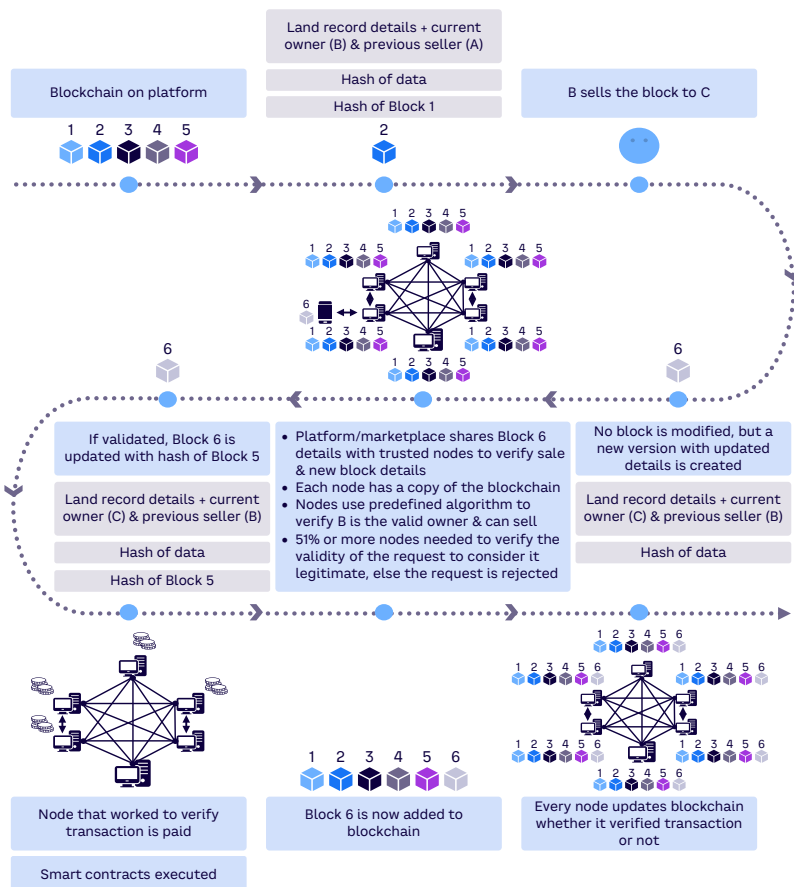 Land record details + current
owner (B) & previous seller (A)
Hash of data
Hash of Block 1
Blockchain on platform
B sells the block to C
1 2 3 4 5
2
1 2 3 4 5
1 2 3 4 5
1 2 3 4 5
6
1 2 3 4 5
1 2 3 4 5
1 2 3 4 5
6
6
No block is modified, but a
new version with updated
details is created
Land record details + current
owner (C) & previous seller (B)
Hash of data
• Platform/marketplace shares Block 6
details with trusted nodes to verify sale
& new block details
• Each node has a copy of the blockchain
• Nodes use predefined algorithm to
verify B is the valid owner & can sell
• 51% or more nodes needed to verify the
validity of the request to consider it
legitimate, else the request is rejected
If validated, Block 6 is
updated with hash of Block 5
Land record details + current
owner (C) & previous seller (B)
Hash of data
Hash of Block 5
Node that worked to verify
transaction is paid
Smart contracts executed
1 2 3 4 5 6
Block 6 is now added to
blockchain
1 2 3 4 5 6
1 2 3 4 5 6
1 2 3 4 5 6
1 2 3 4 5 6
1 2 3 4 5 6
1 2 3 4 5 6
Every node updates blockchain
whether it verified transaction
or not